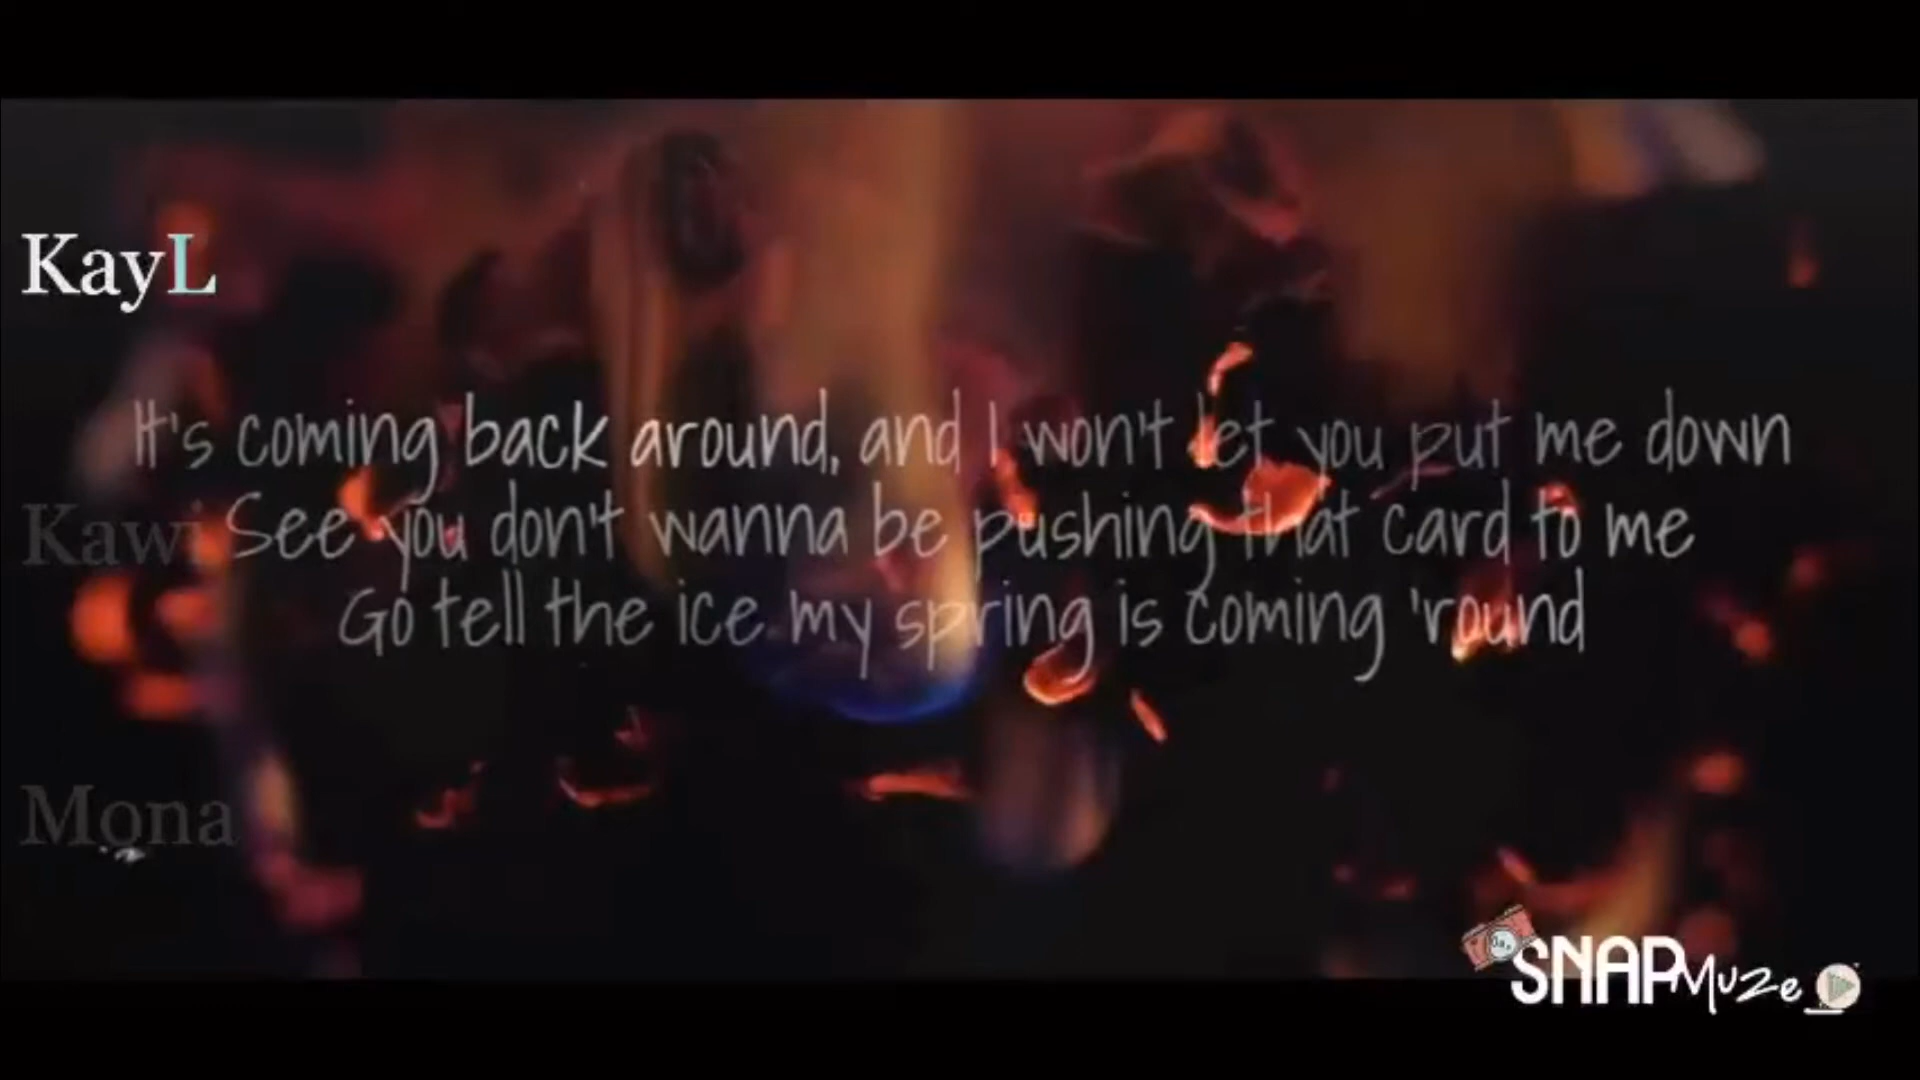 KayL
It's coming back around, and I won't let you put me down
Kawi
See you don't wanna be pushing that card to me
Go tell the ice my spring is coming 'round
Mona
SNAPMuze